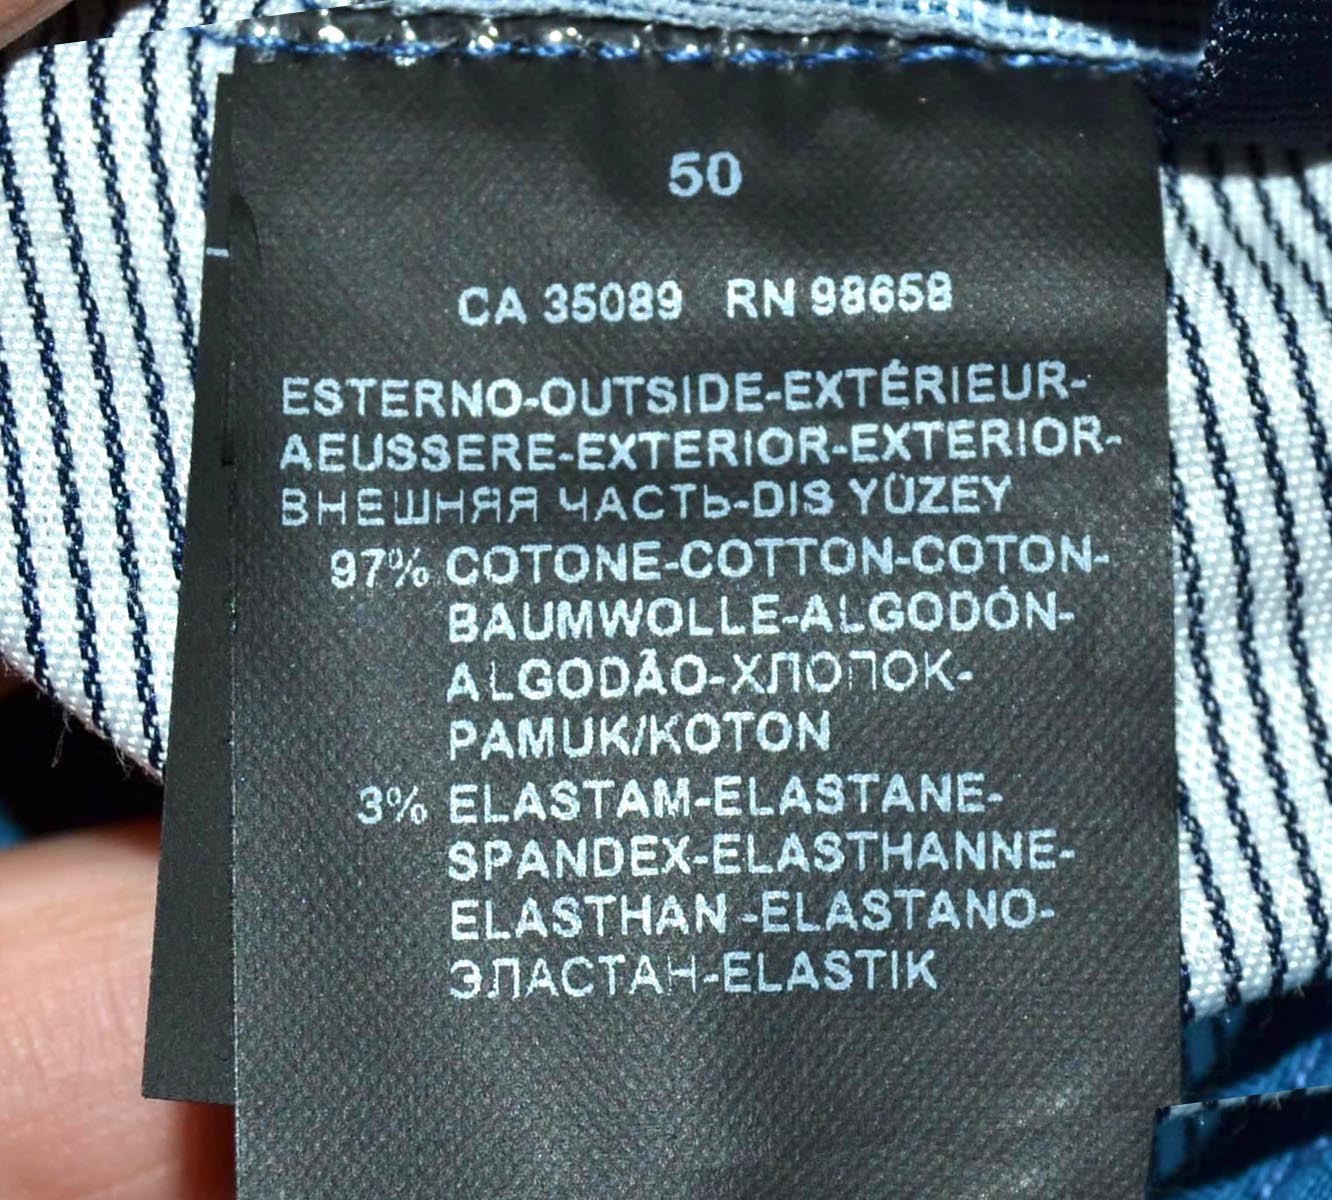 50
CA 35089 RN 98658
ESTERNO-OUTSIDE-EXTÉRIEUR-
AEUSSERE-EXTERIOR-EXTERIOR-
ВНЕШНЯЯ ЧАСТЬ-DIS YÜZEY
97% COTONE-COTTON-COTON-
BAUMWOLLE-ALGODÓN-
ALGODÃO-ХЛОПОК-
PAMUK/KOTON
3% ELASTAM-ELASTANE-
SPANDEX-ELASTHANNE-
ELASTHAN -ELASTANO-
ЭЛАСТАН-ELASTIK